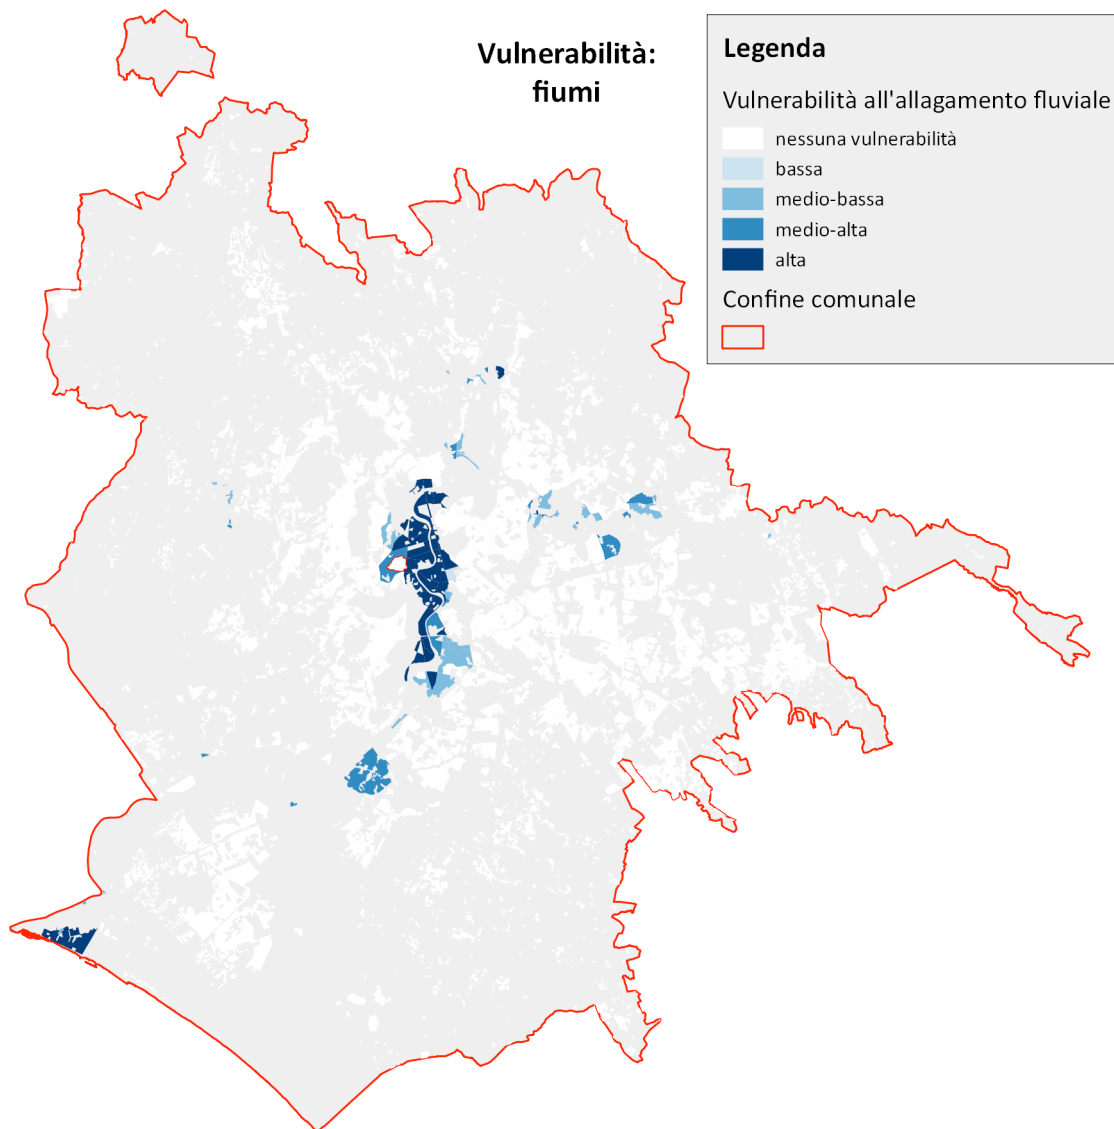 Vulnerabilità:
fiumi
Legenda
Vulnerabilità all'allagamento fluviale
nessuna vulnerabilità
bassa
medio-bassa
medio-alta
alta
Confine comunale